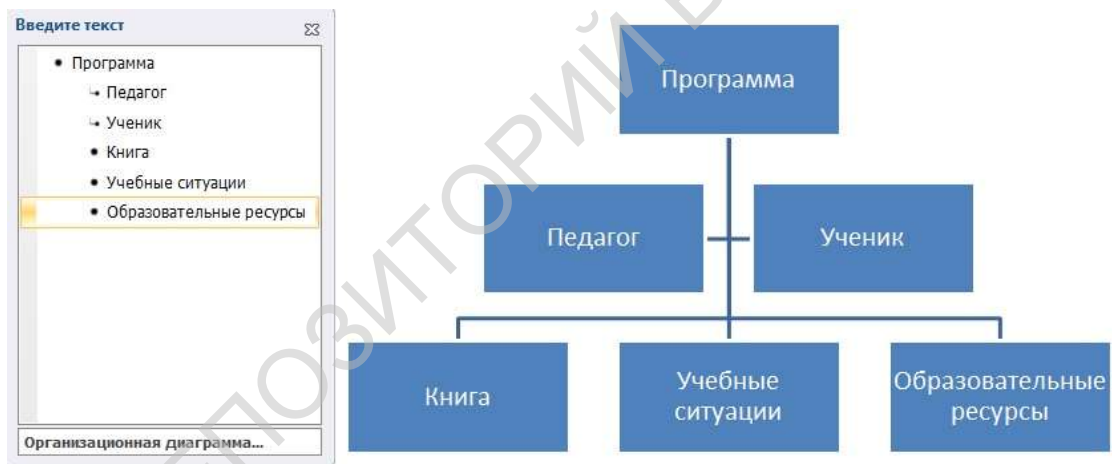 Введите текст
Программа
Педагог
Ученик
Книга
Учебные ситуации
Образовательные ресурсы
Организационная диаграмма...
Программа
Педагог
Ученик
Книга
Учебные
ситуации
Образовательные
ресурсы